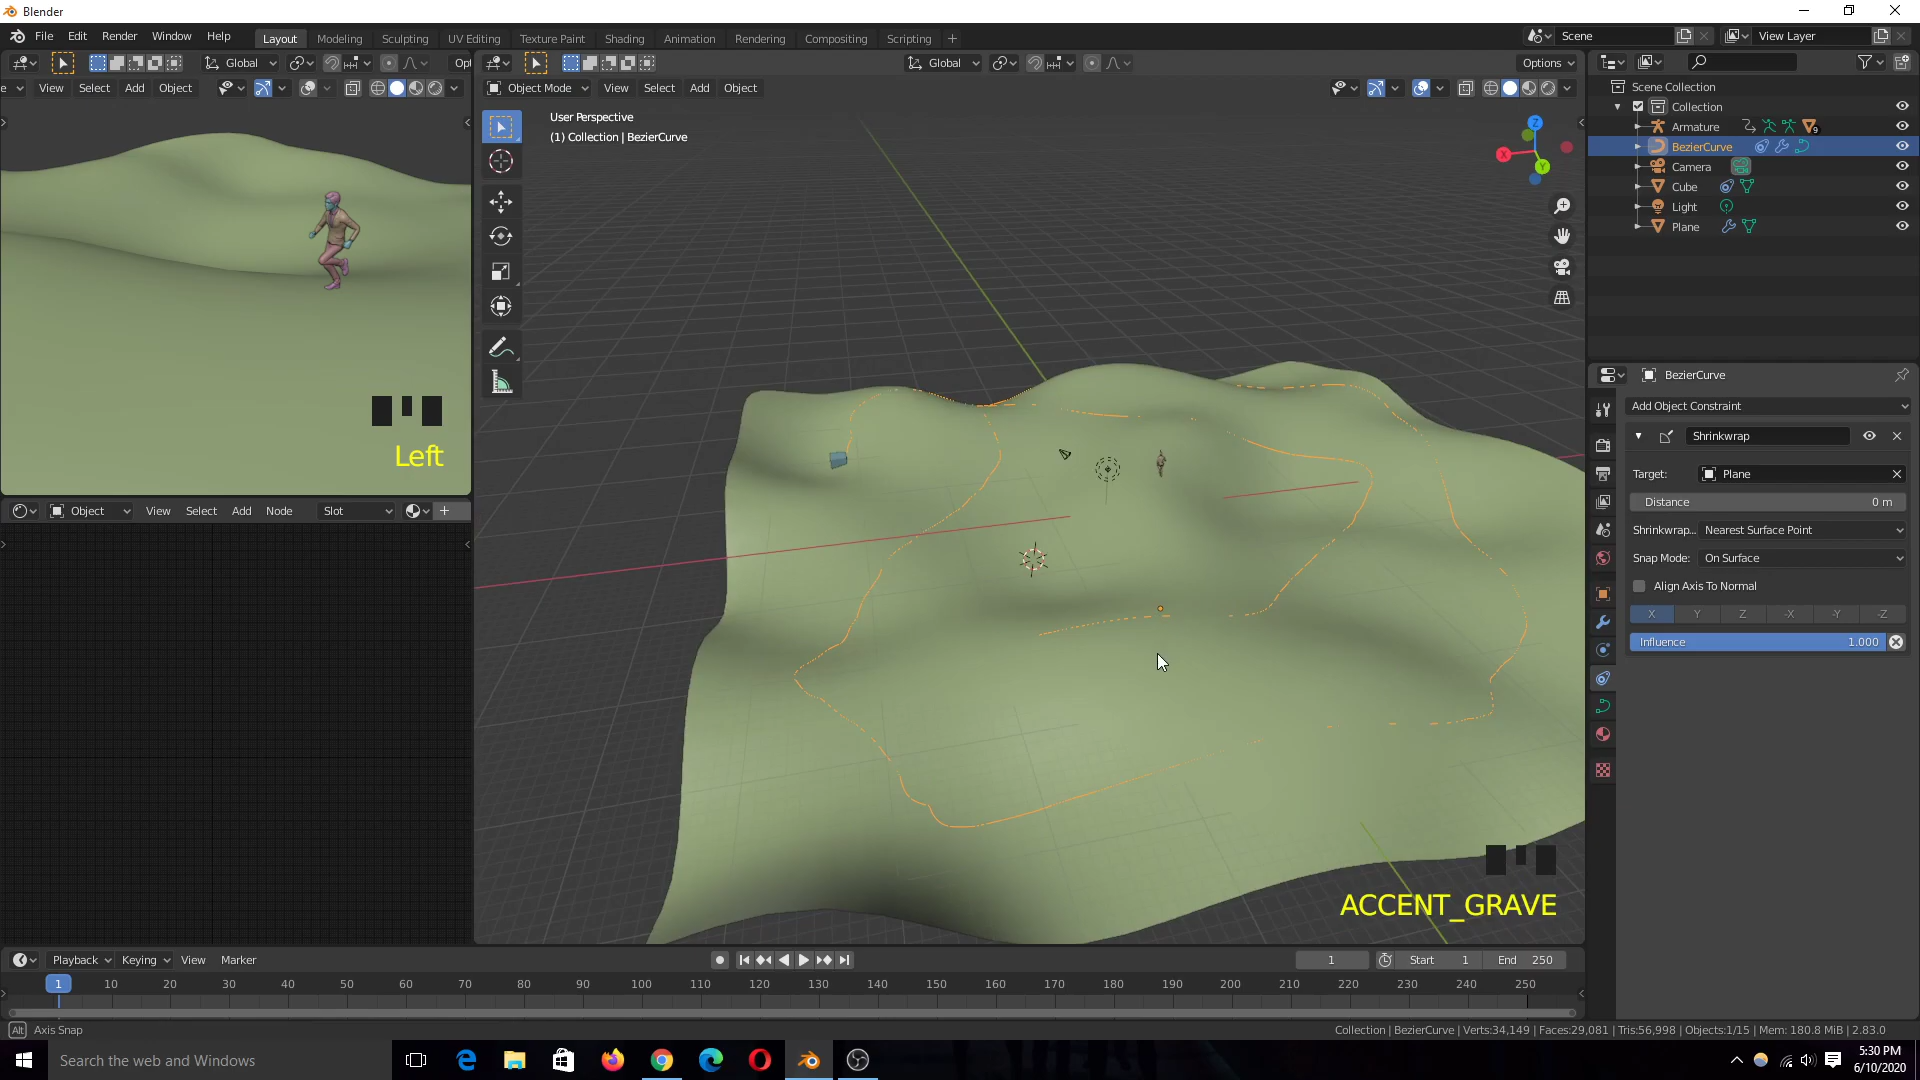 Blender
File Edit Render Window Help Layout Modeling Sculpting UV Editing Texture Paint Shading Animation Rendering Compositing Scripting + Scene View Layer
Global Opt
Global Options
View Select Add Object
Object Mode View Select Add Object
User Perspective
(1) Collection | BezierCurve
Z
X
Y
Scene Collection
Collection
Armature 9
BezierCurve
Camera
Cube
Light
Plane
BezierCurve
Add Object Constraint
Shrinkwrap
Target: Plane
Distance 0 m
Shrinkwrap... Nearest Surface Point
Snap Mode: On Surface
Align Axis To Normal
X Y Z -X -Y -Z
Influence 1.000
Left
Object View Select Add Node Slot
ACCENT_GRAVE
Playback Keying View Marker 1 Start 1 End 250
1 10 20 30 40 50 60 70 80 90 100 110 120 130 140 150 160 170 180 190 200 210 220 230 240 250
Alt Axis Snap
Collection | BezierCurve | Verts:34,149 | Faces:29,081 | Tris:56,998 | Objects:1/15 | Mem: 180.8 MiB | 2.83.0
Search the web and Windows
5:30 PM
6/10/2020